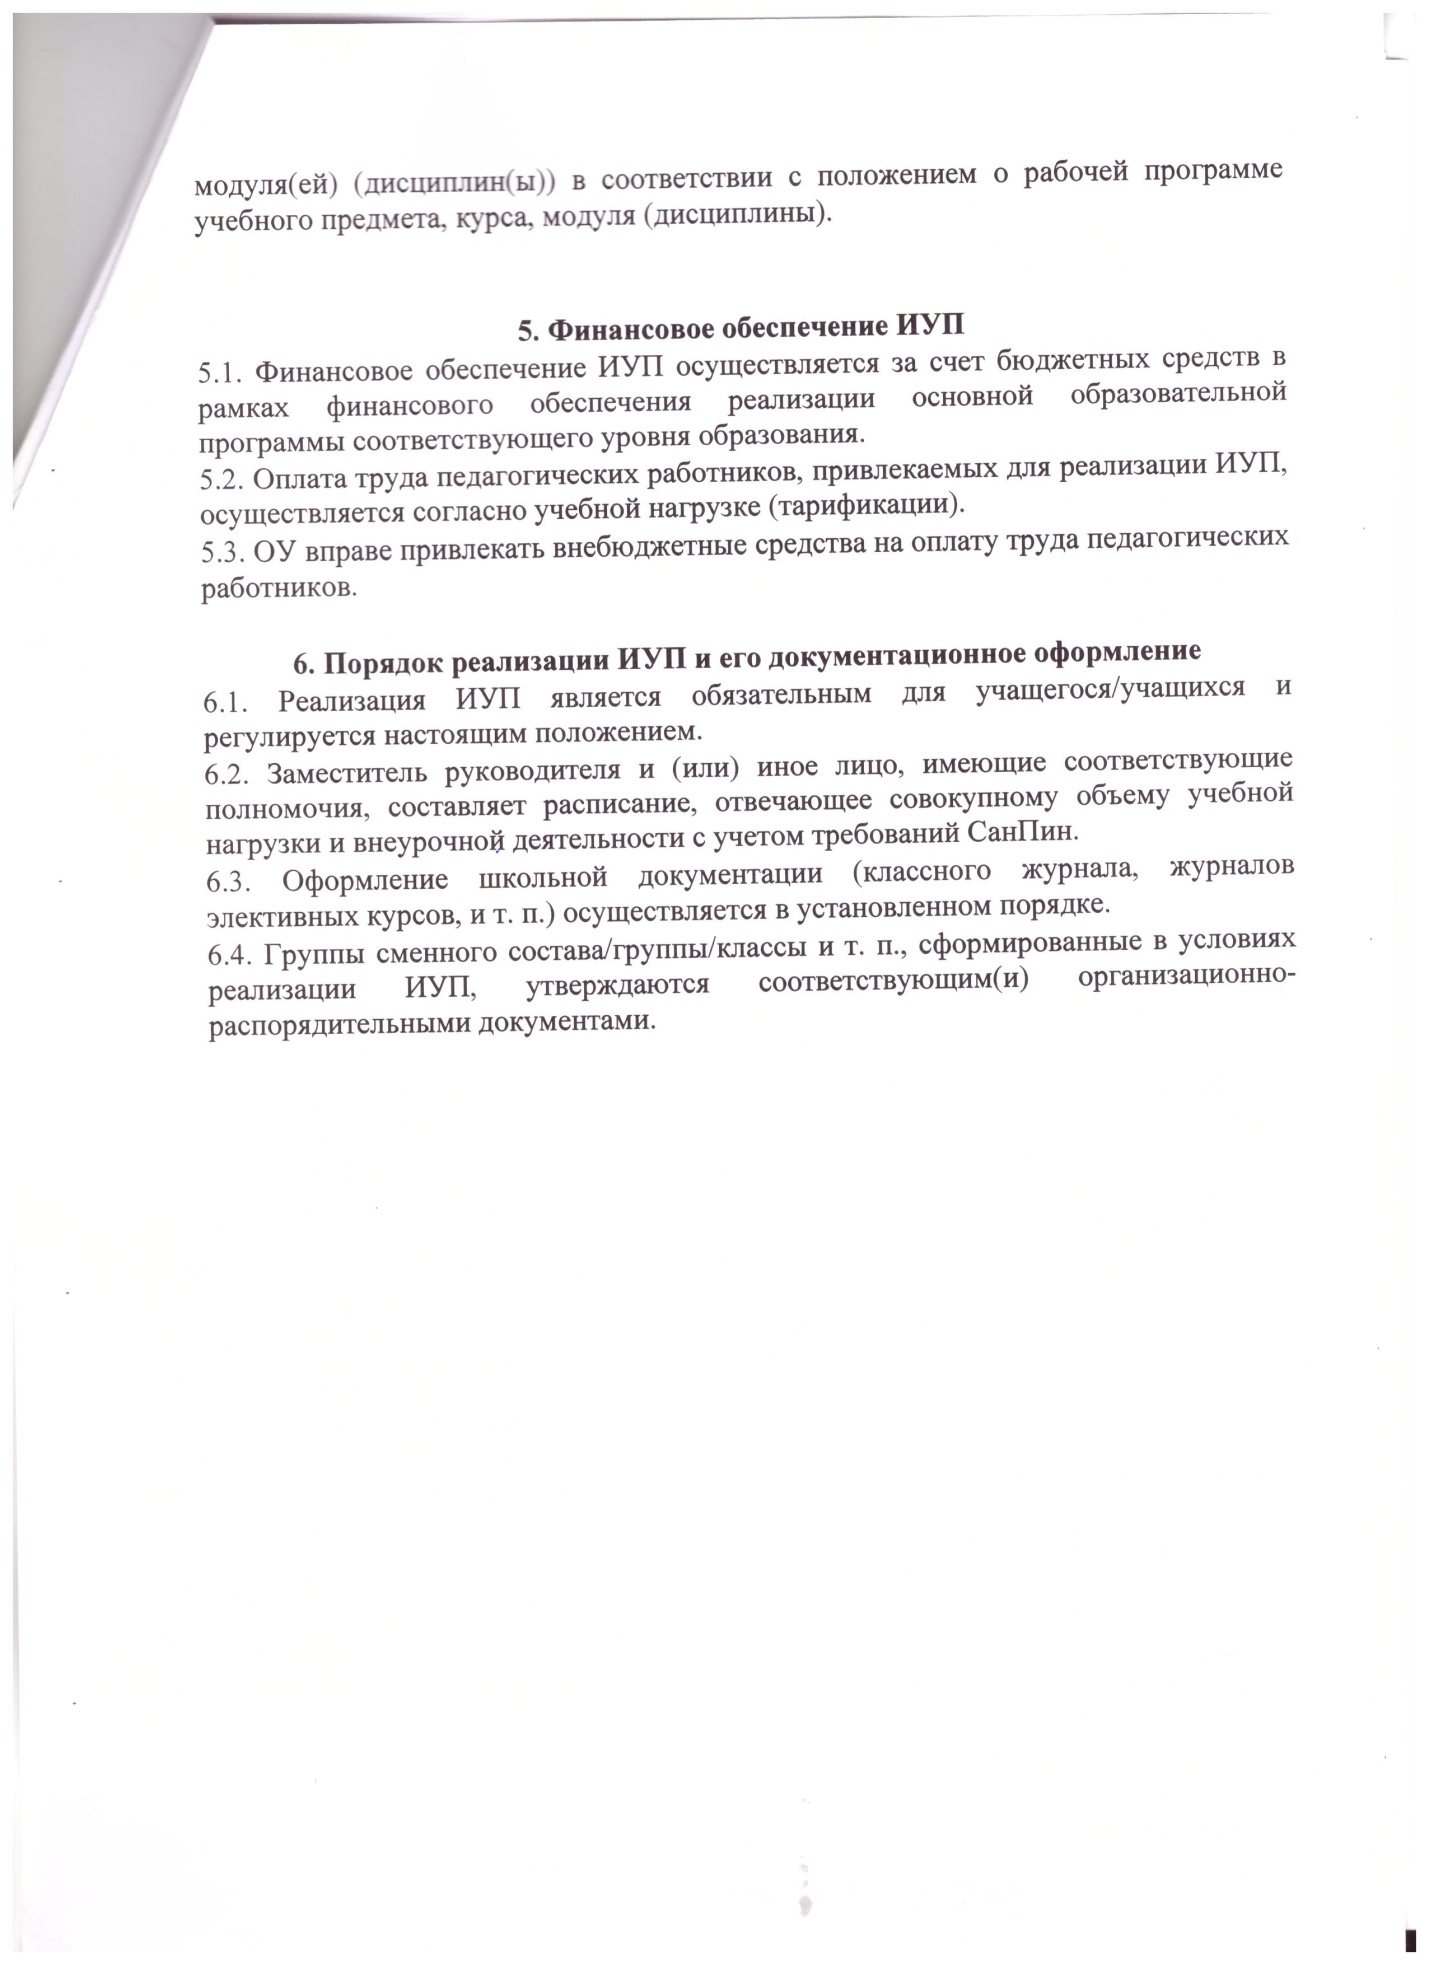 модуля(ей) (дисциплин(ы)) в соответствии с положением о рабочей программе
учебного предмета, курса, модуля (дисциплины).
5. Финансовое обеспечение ИУП
5.1. Финансовое обеспечение ИУП осуществляется за счет бюджетных средств в
рамках финансового обеспечения реализации основной образовательной
программы соответствующего уровня образования.
5.2. Оплата труда педагогических работников, привлекаемых для реализации ИУП,
осуществляется согласно учебной нагрузке (тарификации).
5.3. ОУ вправе привлекать внебюджетные средства на оплату труда педагогических
работников.
6. Порядок реализации ИУП и его документационное оформление
6.1. Реализация ИУП является обязательным для учащегося/учащихся и
регулируется настоящим положением.
6.2. Заместитель руководителя и (или) иное лицо, имеющие соответствующие
полномочия, составляет расписание, отвечающее совокупному объему учебной
нагрузки и внеурочной деятельности с учетом требований СанПин.
6.3. Оформление школьной документации (классного журнала, журналов
элективных курсов, и т. п.) осуществляется в установленном порядке.
6.4. Группы сменного состава/группы/классы и т. п., сформированные в условиях
реализации ИУП, утверждаются соответствующим(и) организационно-
распорядительными документами.